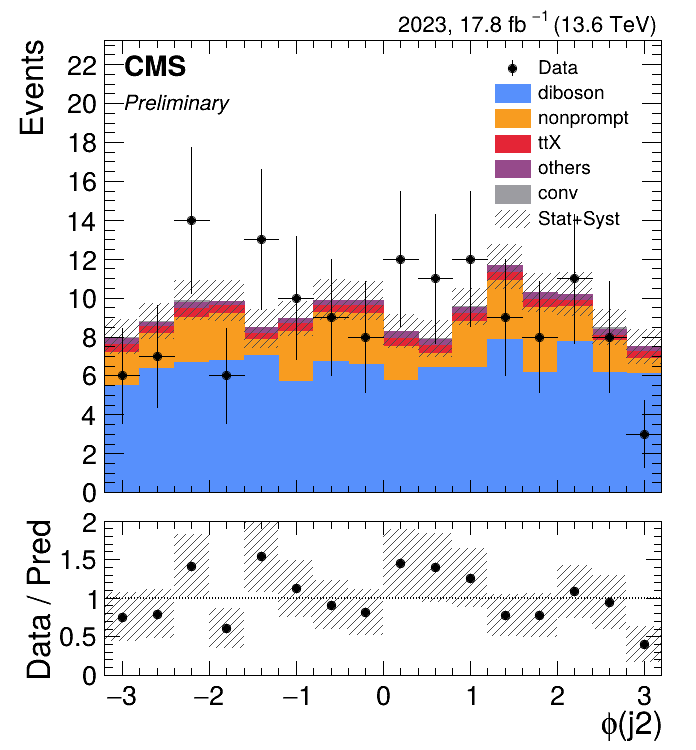 2023, 17.8 fb⁻¹ (13.6 TeV)
Events
22
20
18
16
14
12
10
8
6
4
2
0
CMS
Preliminary
Data
diboson
nonprompt
ttX
others
conv
Stat+Syst
Data / Pred
2
1.5
1
0.5
0
−3
−2
−1
0
1
2
3
ϕ(j2)